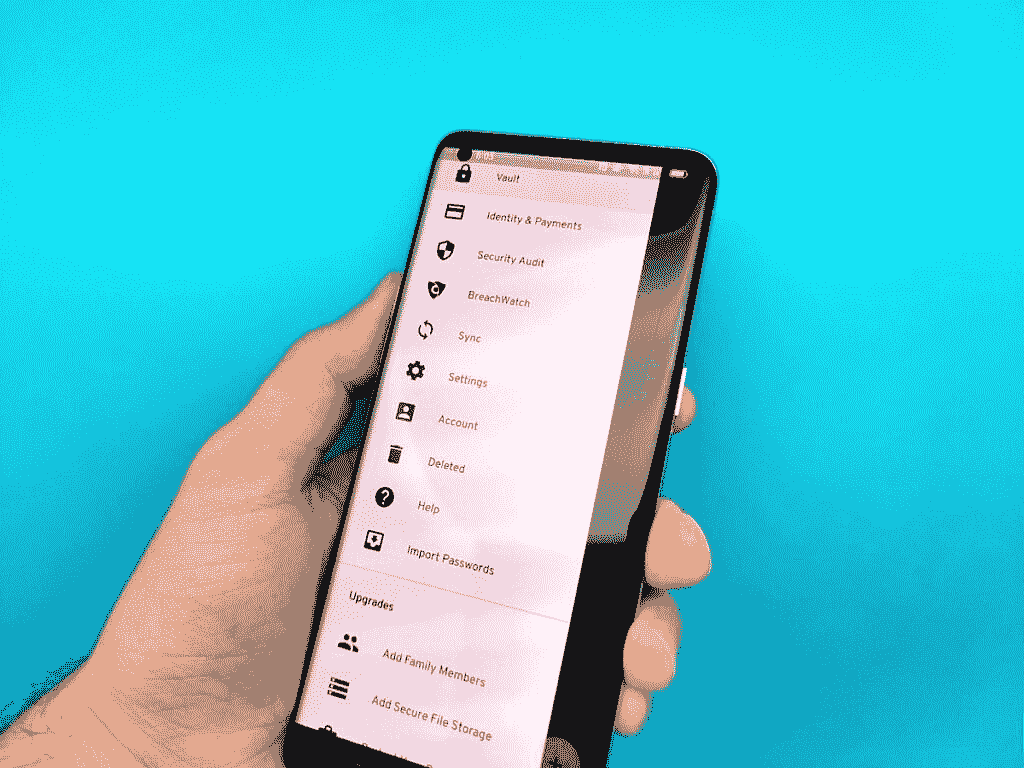 Vault
Identity & Payments
Security Audit
BreachWatch
Sync
Settings
Account
Deleted
Help
Import Passwords
Upgrades
Add Family Members
Add Secure File Storage